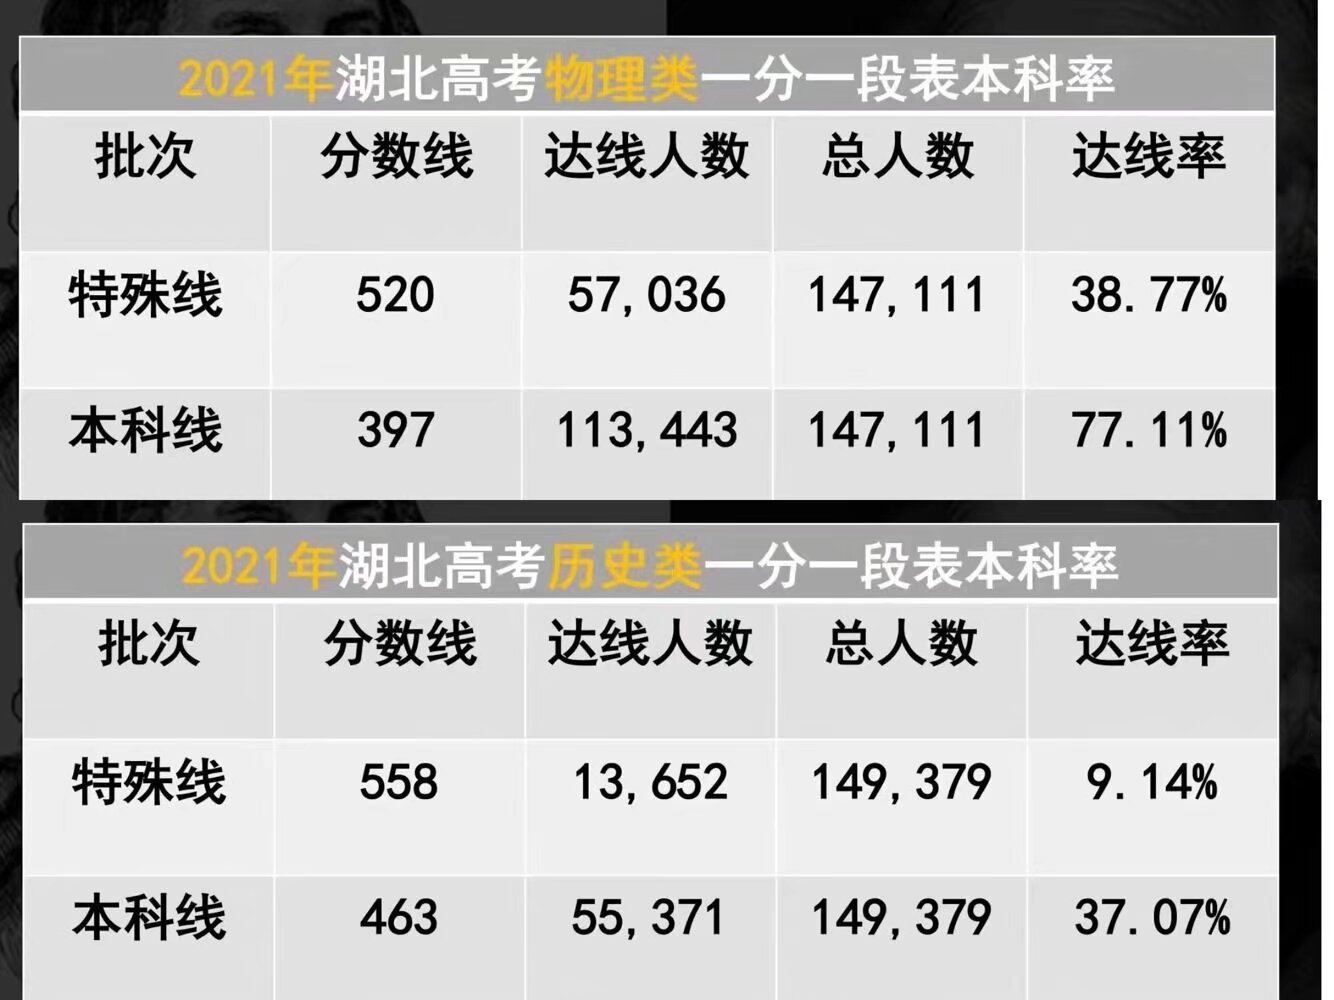 2021年湖北高考物理类一分一段表本科率
批次 分数线 达线人数 总人数 达线率
特殊线 520 57,036 147,111 38.77%
本科线 397 113,443 147,111 77.11%
2021年湖北高考历史类一分一段表本科率
批次 分数线 达线人数 总人数 达线率
特殊线 558 13,652 149,379 9.14%
本科线 463 55,371 149,379 37.07%